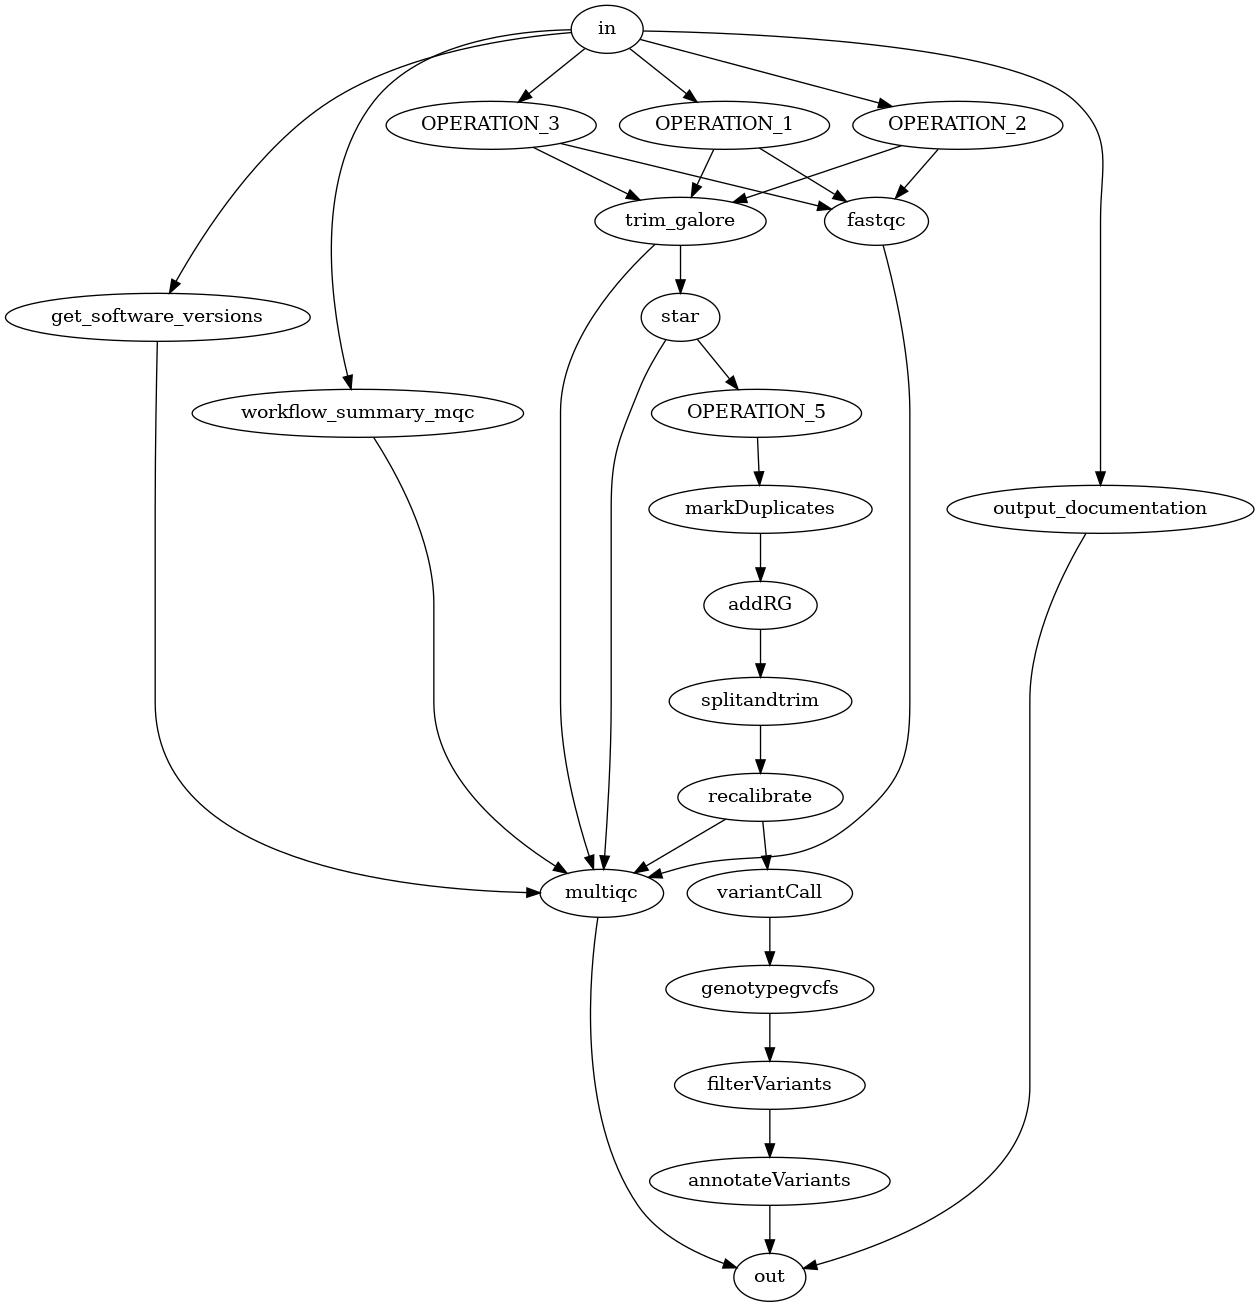 in
OPERATION_3
OPERATION_1
OPERATION_2
trim_galore
fastqc
get_software_versions
star
workflow_summary_mqc
OPERATION_5
markDuplicates
output_documentation
addRG
splitandtrim
recalibrate
multiqc
variantCall
genotypegvcfs
filterVariants
annotateVariants
out